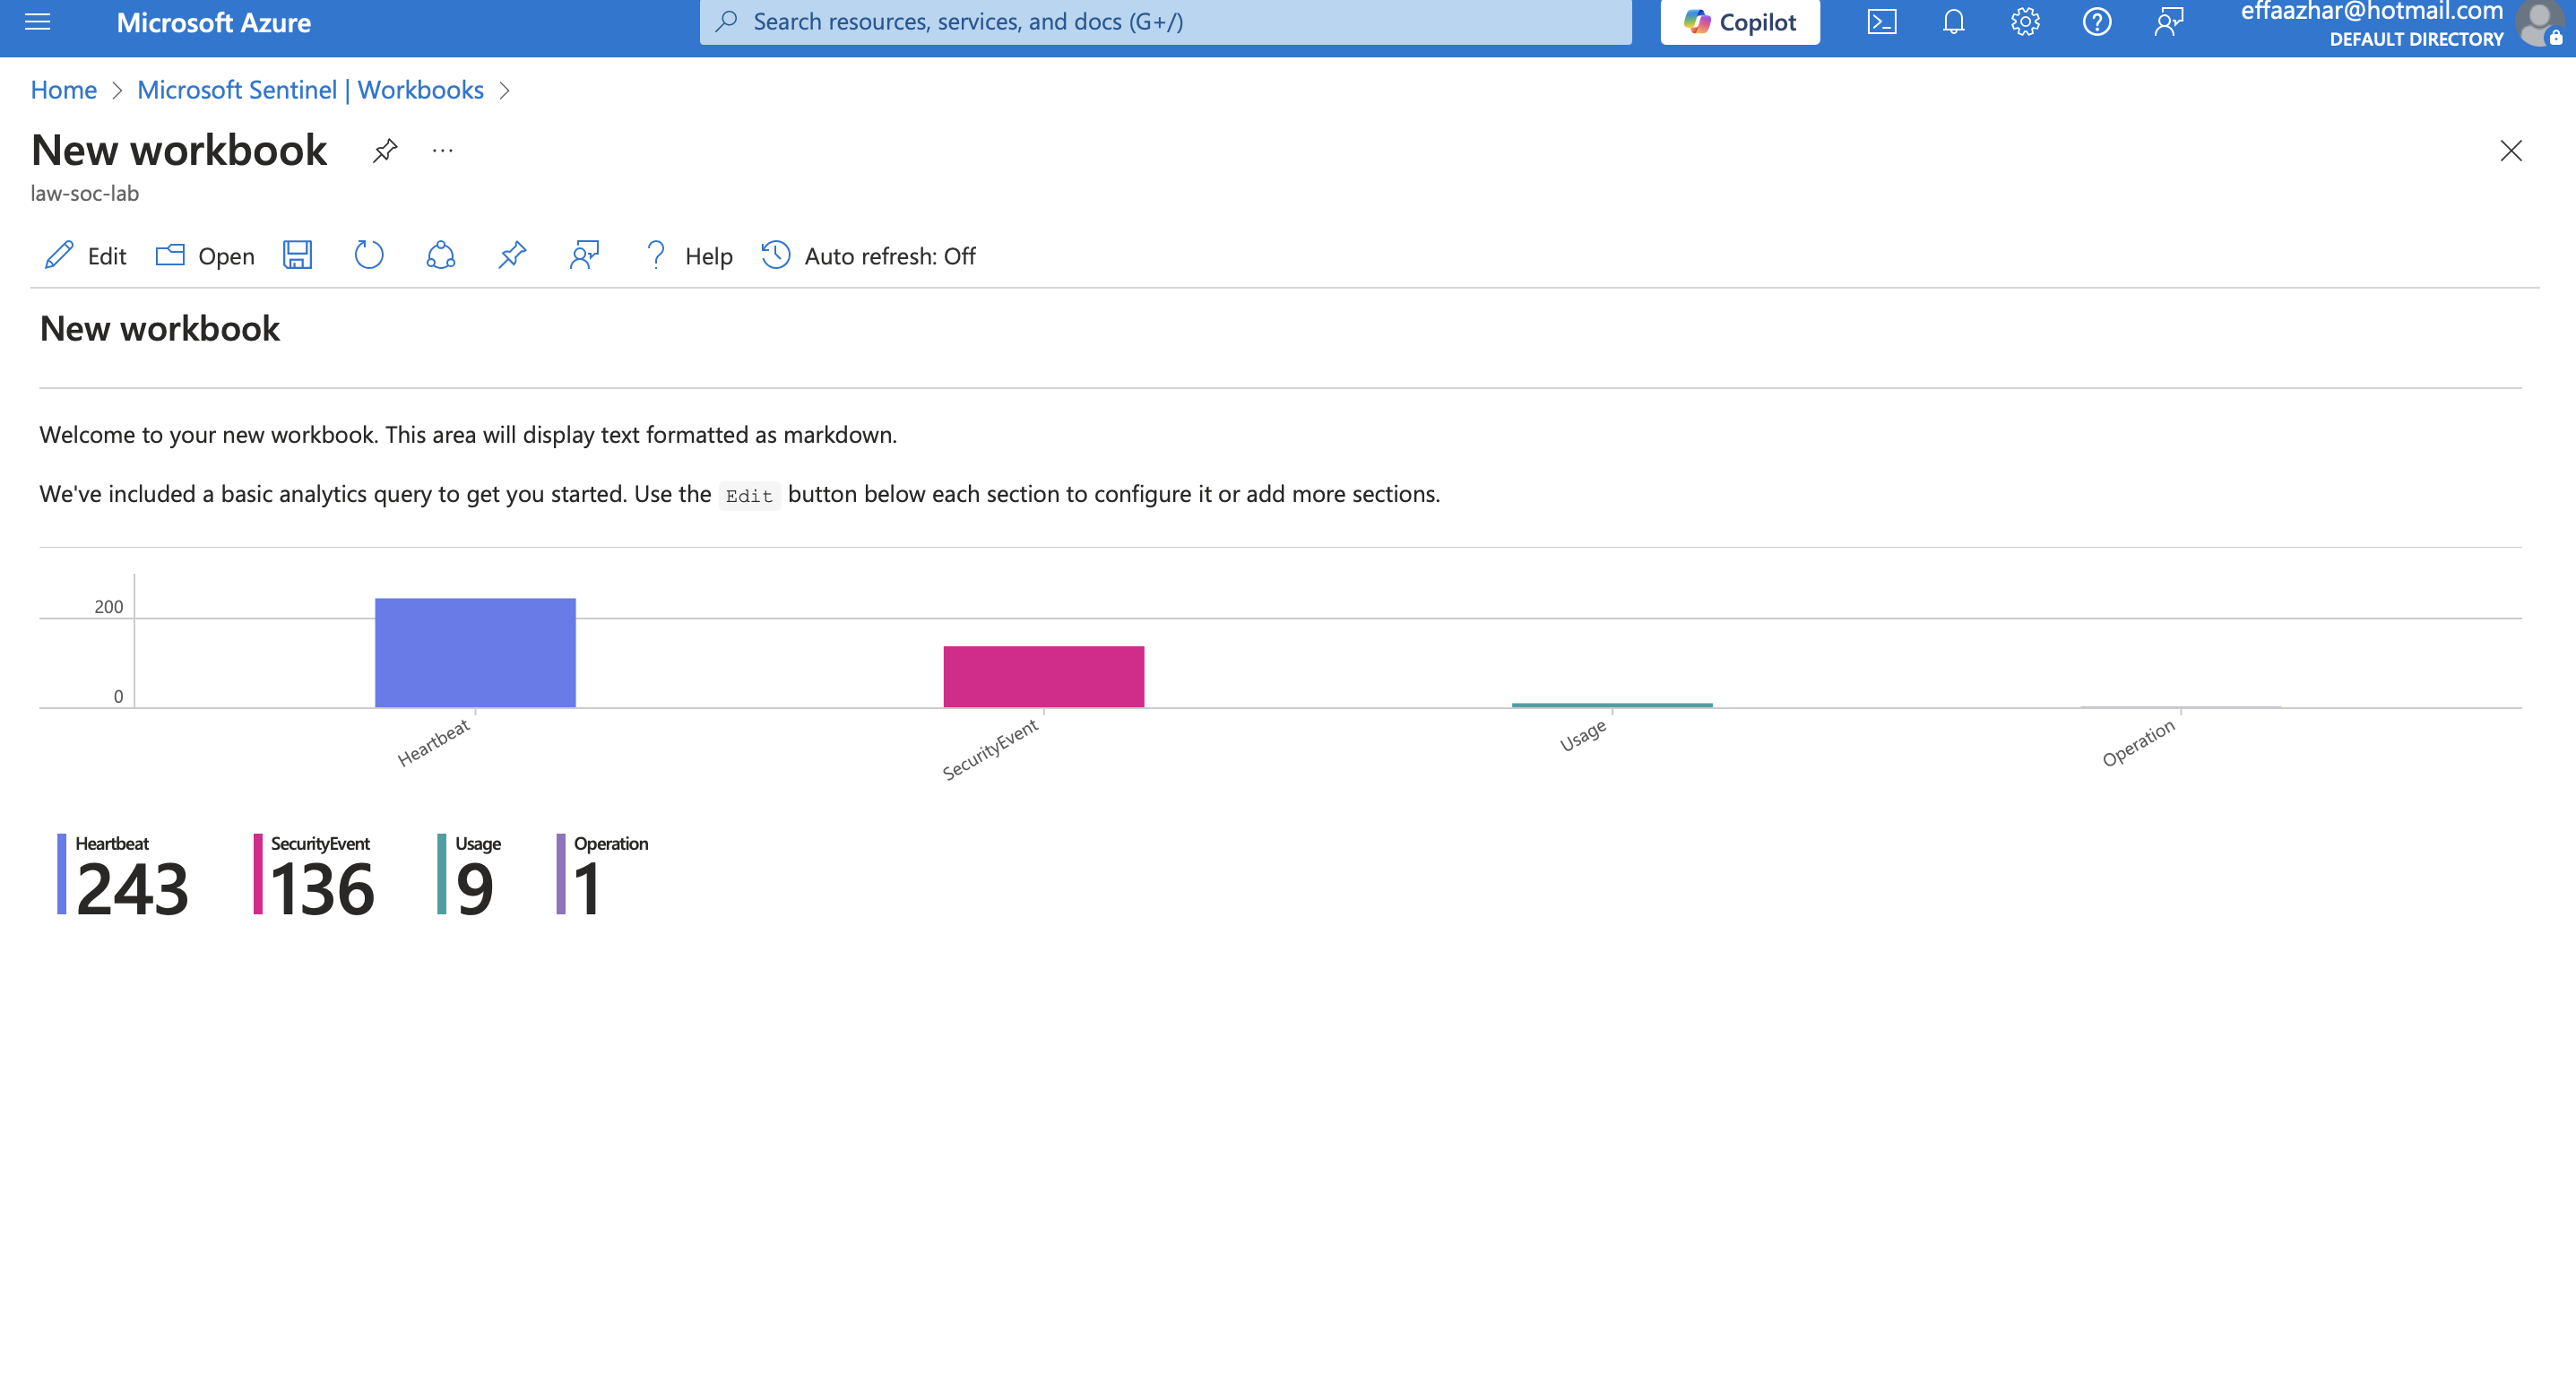 Microsoft Azure
Search resources, services, and docs (G+/)
Copilot
effaazhar@hotmail.com
DEFAULT DIRECTORY
Home > Microsoft Sentinel | Workbooks >
New workbook ...
law-soc-lab
Edit Open ? Help Auto refresh: Off
New workbook
Welcome to your new workbook. This area will display text formatted as markdown.
We've included a basic analytics query to get you started. Use the Edit button below each section to configure it or add more sections.
200
0
Heartbeat SecurityEvent Usage Operation
Heartbeat SecurityEvent Usage Operation
243 136 9 1